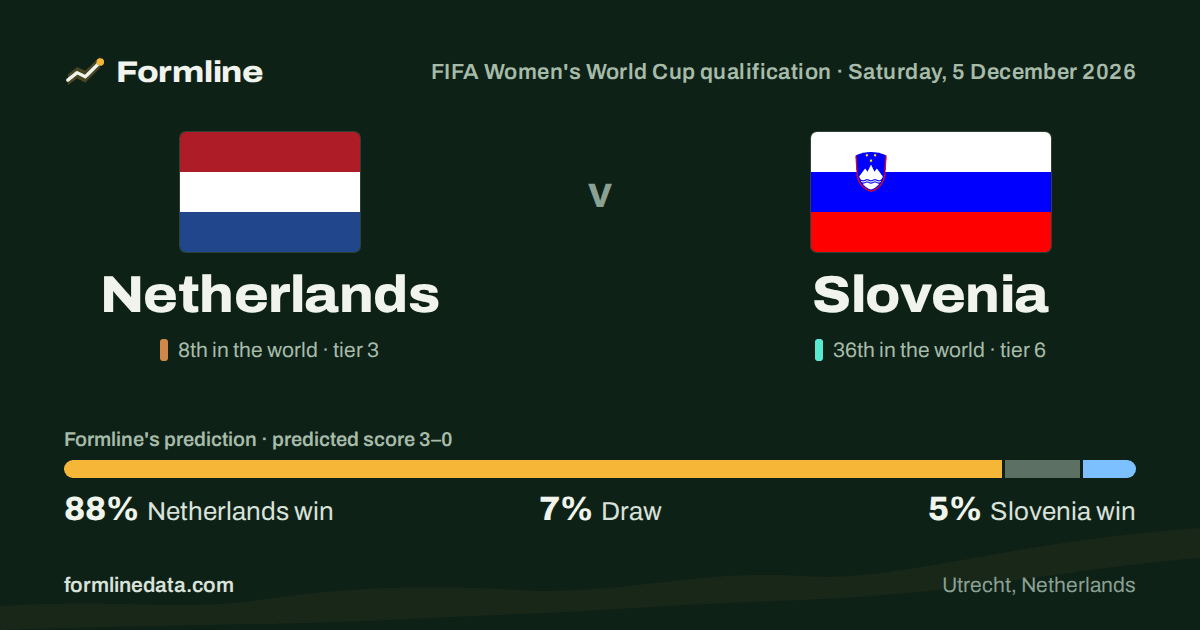 Formline
FIFA Women's World Cup qualification · Saturday, 5 December 2026
v
Netherlands
Slovenia
8th in the world · tier 3
36th in the world · tier 6
Formline's prediction · predicted score 3–0
88% Netherlands win
7% Draw
5% Slovenia win
formlinedata.com
Utrecht, Netherlands